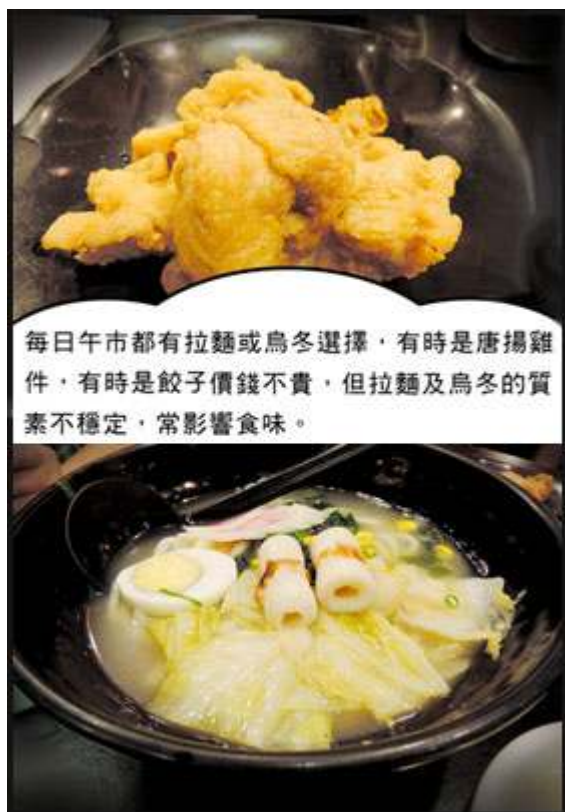 每日午市都有拉麵或烏冬選擇，有時是唐揚雞
件，有時是餃子價錢不貴，但拉麵及烏冬的質
素不穩定，常影響食味。